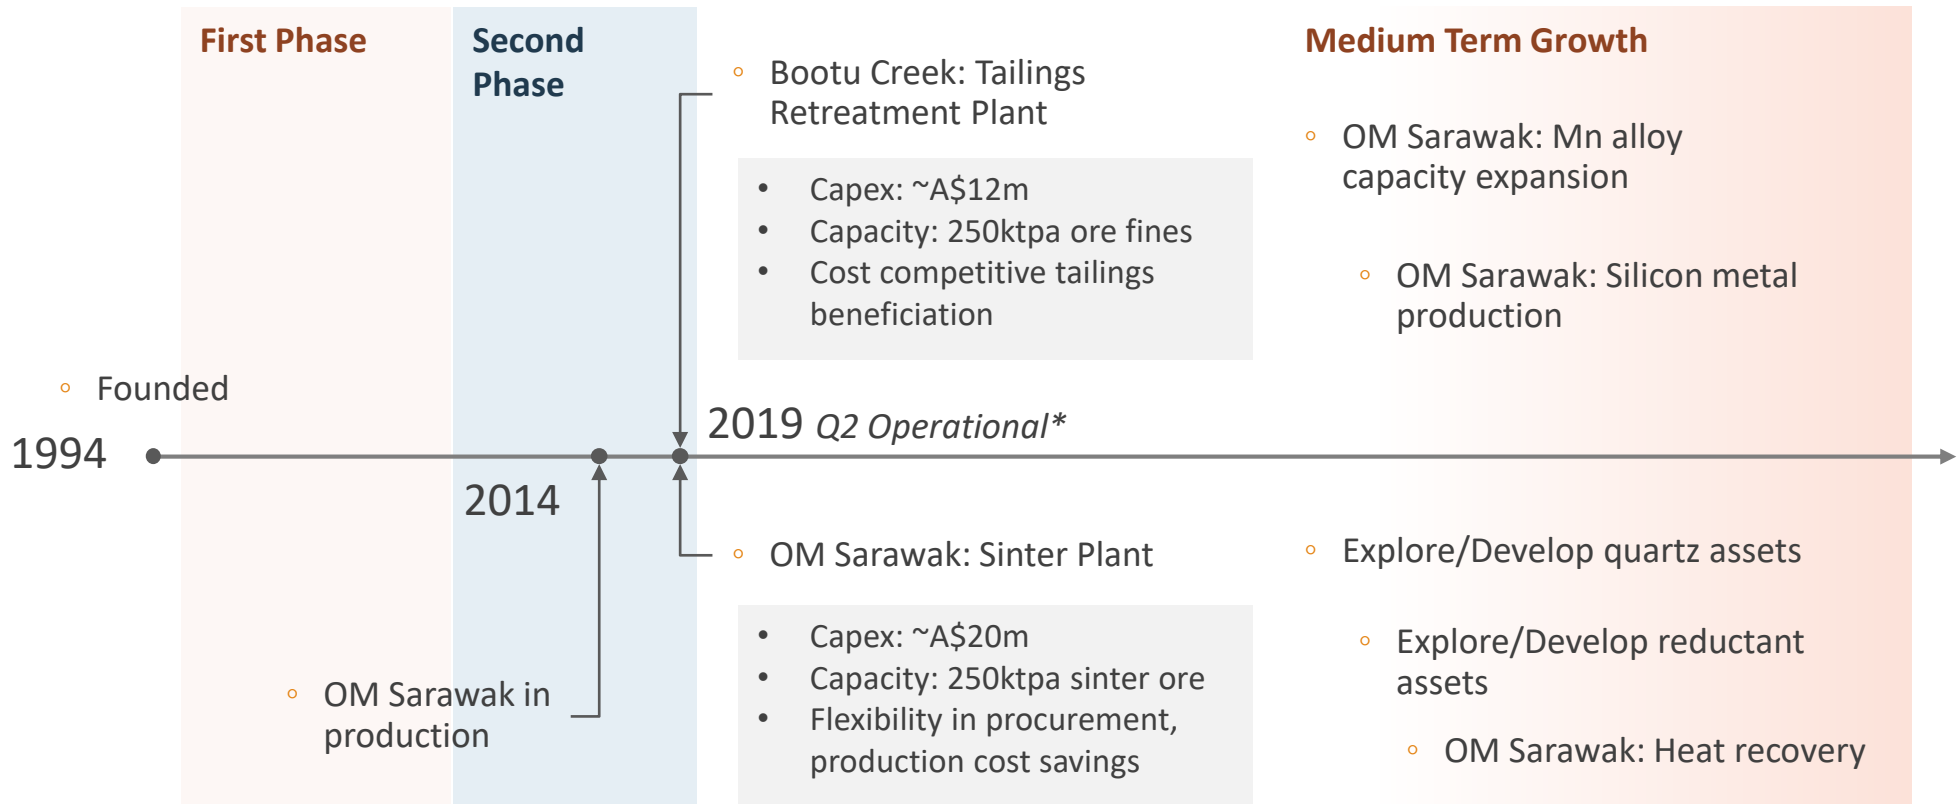 First Phase
Second
Phase
Medium Term Growth
◦ Bootu Creek: Tailings
Retreatment Plant
• Capex: ~A$12m
• Capacity: 250ktpa ore fines
• Cost competitive tailings
beneficiation
◦ OM Sarawak: Mn alloy
capacity expansion
◦ OM Sarawak: Silicon metal
production
◦ Founded
1994
2019 Q2 Operational*
2014
◦ OM Sarawak in
production
◦ OM Sarawak: Sinter Plant
• Capex: ~A$20m
• Capacity: 250ktpa sinter ore
• Flexibility in procurement,
production cost savings
◦ Explore/Develop quartz assets
◦ Explore/Develop reductant
assets
◦ OM Sarawak: Heat recovery